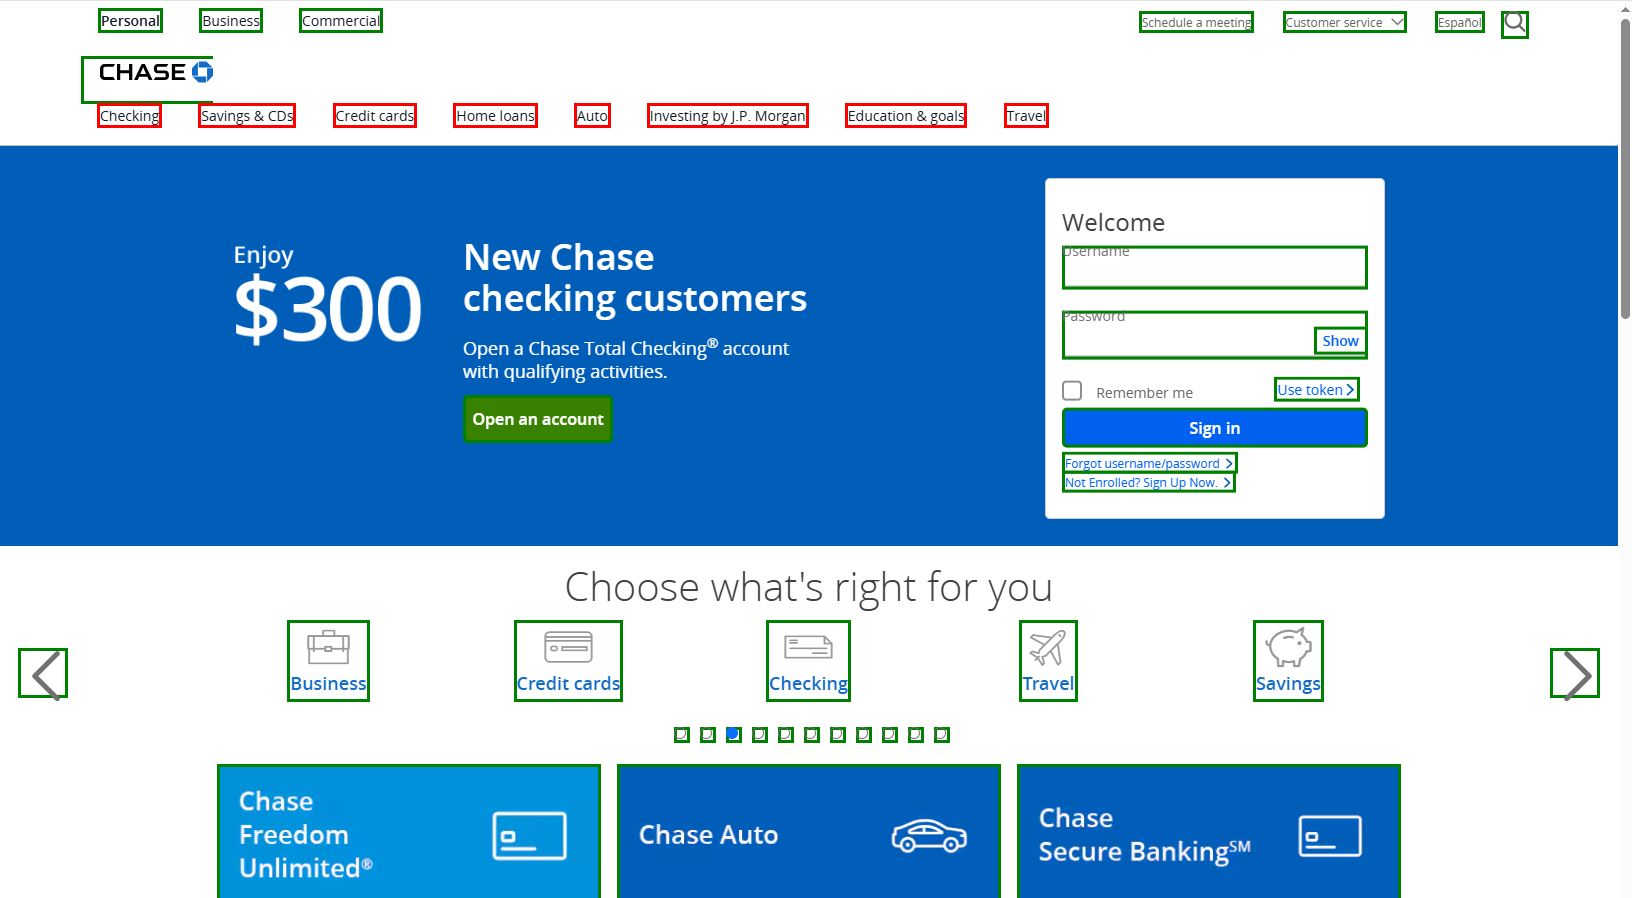 Personal Business Commercial Schedule a meeting Customer service Español
CHASE
Checking Savings & CDs Credit cards Home loans Auto Investing by J.P. Morgan Education & goals Travel
Enjoy
$300
New Chase
checking customers
Open a Chase Total Checking® account
with qualifying activities.
Open an account
Welcome
Username
Password
Show
Remember me Use token
Sign in
Forgot username/password
Not Enrolled? Sign Up Now.
Choose what's right for you
Business Credit cards Checking Travel Savings
Chase
Freedom
Unlimited®
Chase Auto
Chase
Secure Banking℠